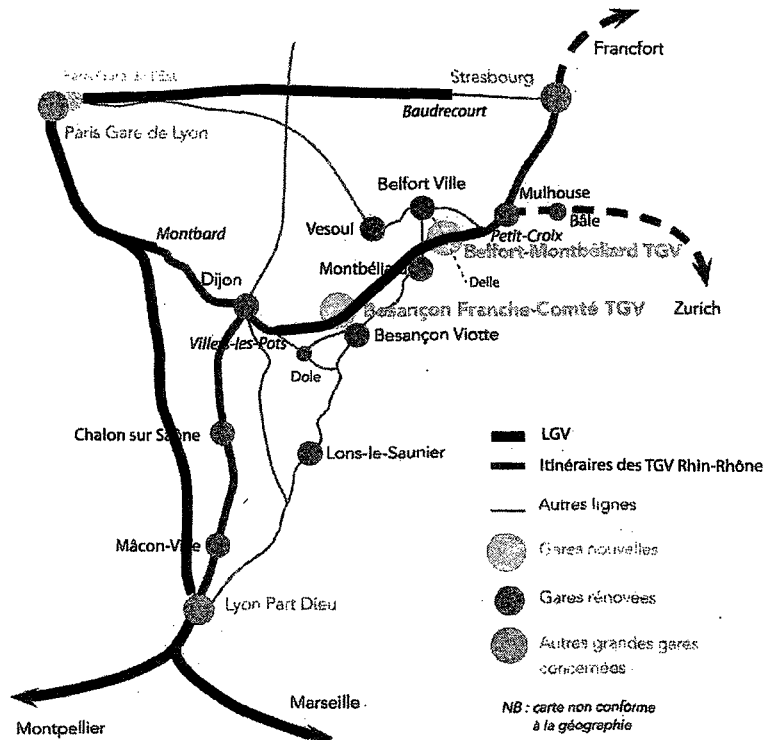 Francfort
Strasbourg
Baudrecourt
Paris Gare de Lyon
Belfort Ville
Mulhouse
Bâle
Vesoul
Petit-Croix
Montbard
Belfort-Montbéliard TGV
Montbéliard
Delle
Dijon
Besançon Franche-Comté TGV
Zurich
Villers-les-Pots
Besançon Viotte
Dole
Chalon sur Saône
LGV
Lons-le-Saunier
Itinéraires des TGV Rhin-Rhône
Autres lignes
Mâcon-Ville
Gares nouvelles
Gares rénovées
Lyon Part Dieu
Autres grandes gares
concernées
Marseille
NB : carte non conforme
à la géographie
Montpellier